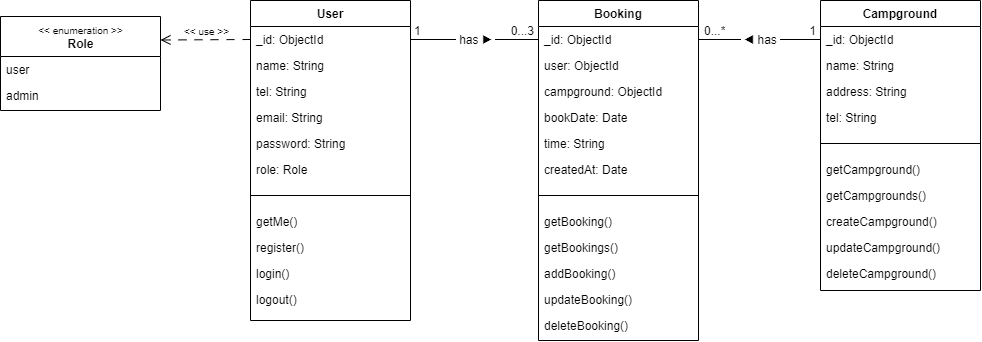 << enumeration >>
Role
user
admin
<< use >>
User
_id: ObjectId
name: String
tel: String
email: String
password: String
role: Role
getMe()
register()
login()
logout()
1
has
0...3
Booking
_id: ObjectId
user: ObjectId
campground: ObjectId
bookDate: Date
time: String
createdAt: Date
getBooking()
getBookings()
addBooking()
updateBooking()
deleteBooking()
0...*
has
1
Campground
_id: ObjectId
name: String
address: String
tel: String
getCampground()
getCampgrounds()
createCampground()
updateCampground()
deleteCampground()